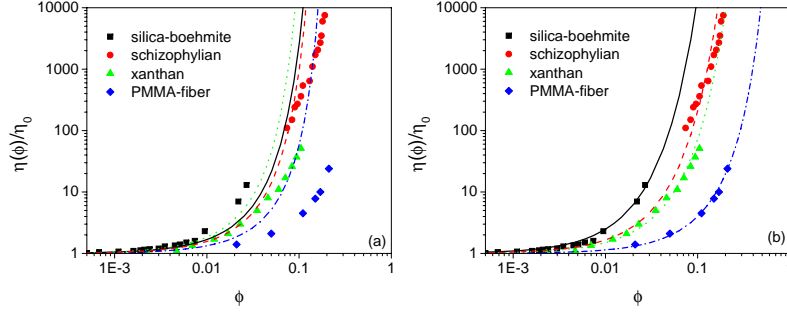 10000
1000
100
10
1
η(ϕ)/η0
silica-boehmite
schizophylian
xanthan
PMMA-fiber
(a)
1E-3
0.01
0.1
1
ϕ
10000
1000
100
10
1
η(ϕ)/η0
silica-boehmite
schizophylian
xanthan
PMMA-fiber
(b)
1E-3
0.01
0.1
ϕ